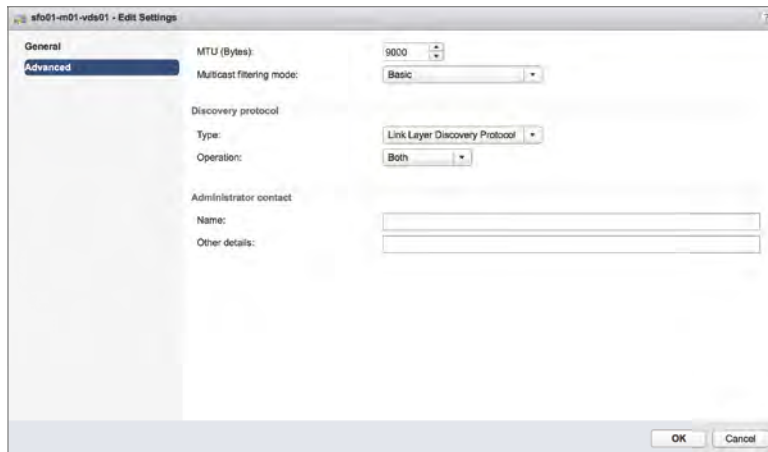 sfo01-m01-vds01 - Edit Settings
?
General
Advanced
MTU (Bytes): 9000
Multicast filtering mode: Basic
Discovery protocol
Type: Link Layer Discovery Protocol
Operation: Both
Administrator contact
Name:
Other details:
OK Cancel